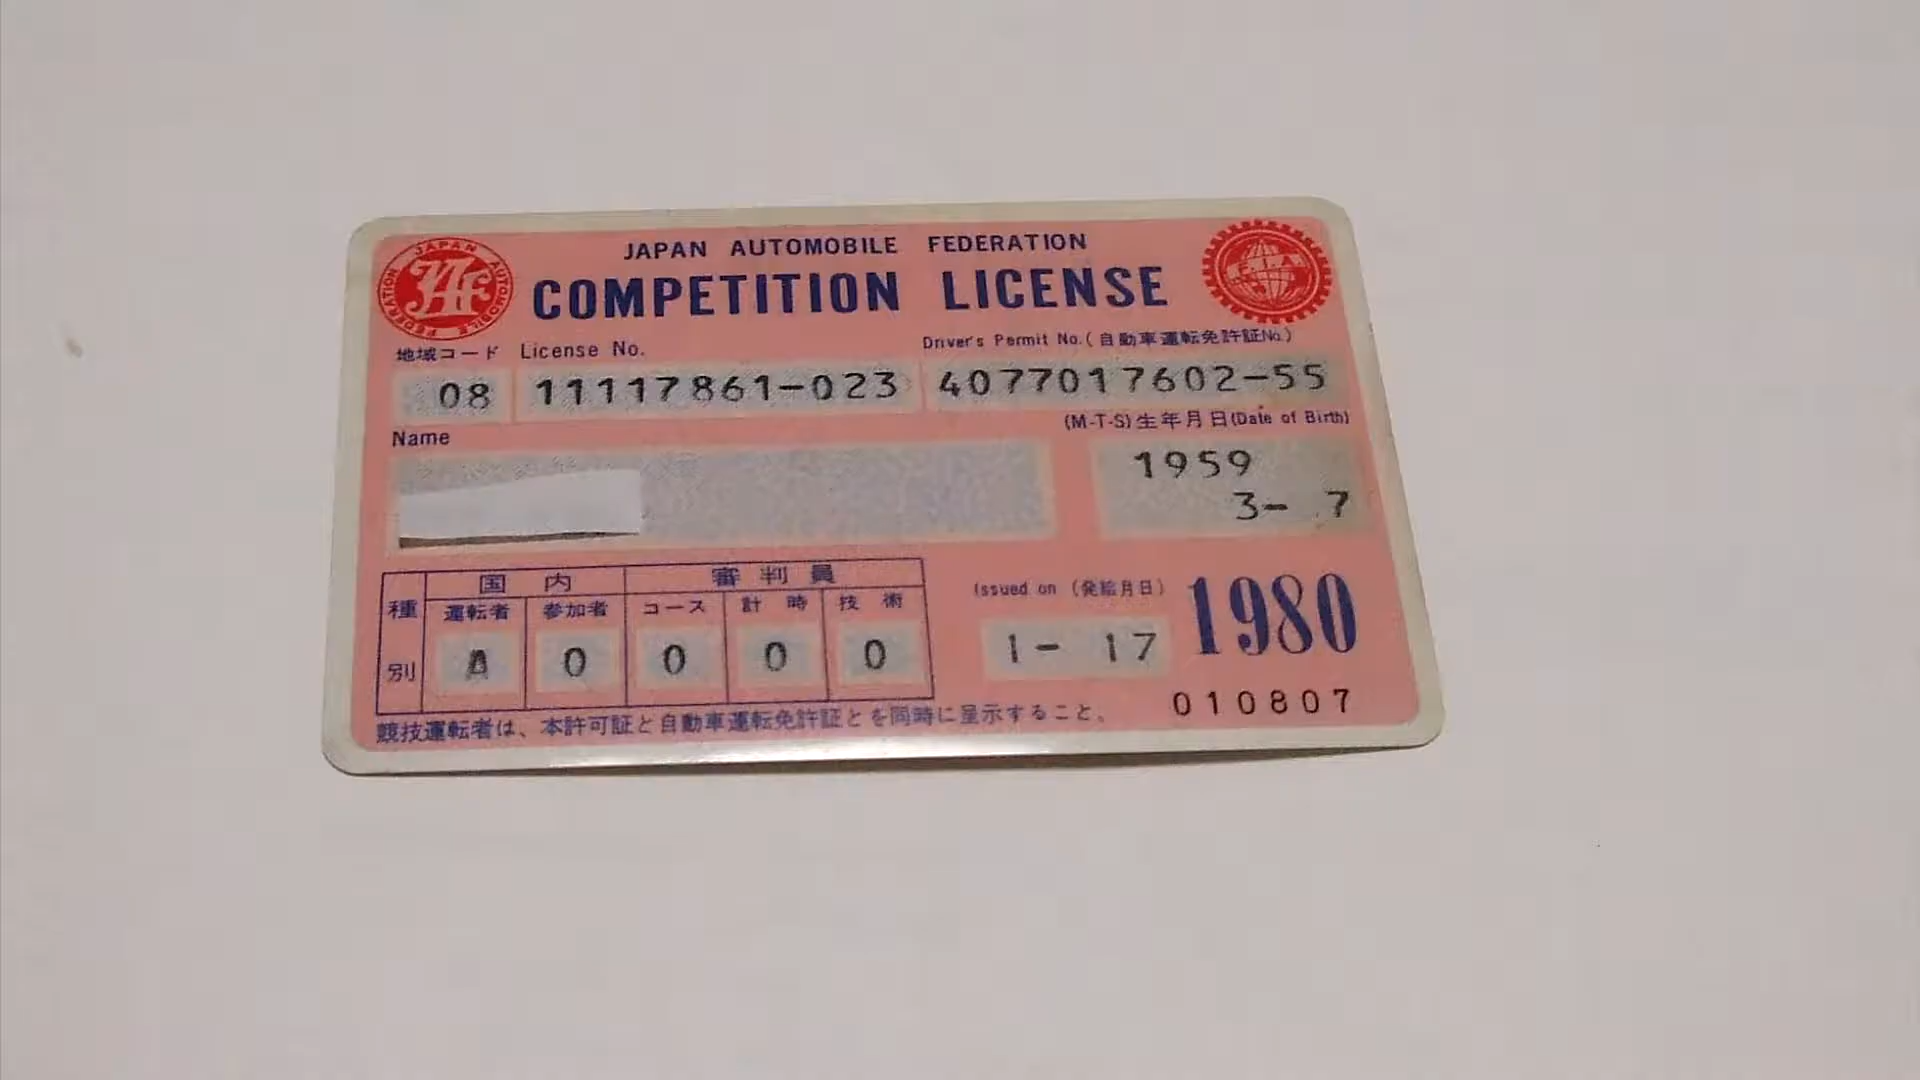 JAPAN AUTOMOBILE FEDERATION
COMPETITION LICENSE
JAPAN AUTOMOBILE FEDERATION
JAF
F.I.A
地域コード License No. Driver's Permit No.(自動車運転免許証No.)
08 11117861-023 4077017602-55
Name (M-T-S)生年月日(Date of Birth)
1959
3- 7
種別 国内 審判員
運転者 参加者 コース 計時 技術
A 0 0 0 0
Issued on (発給月日) 1980
1- 17
010807
競技運転者は、本許可証と自動車運転免許証とを同時に呈示すること。